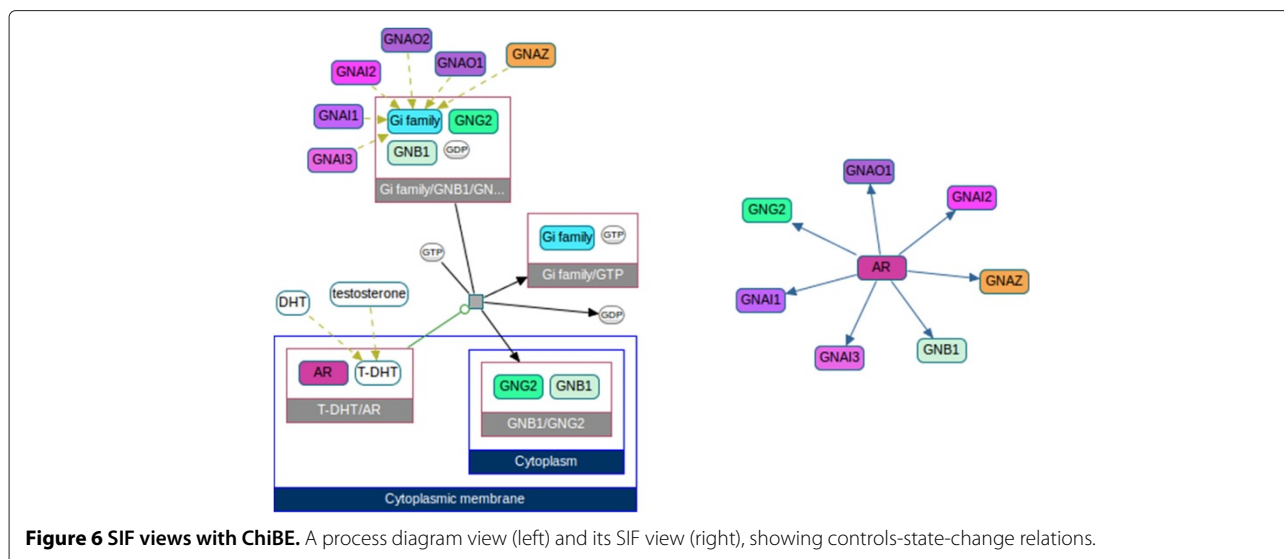 GNAO2
GNAO1
GNAZ
GNAI2
GNAI1
GNAI3
Gi family
GNG2
GNB1
GDP
Gi family/GNB1/GN...
GTP
Gi family
GTP
Gi family/GTP
GDP
DHT
testosterone
AR
T-DHT
T-DHT/AR
GNG2
GNB1
GNB1/GNG2
Cytoplasm
Cytoplasmic membrane
GNAO1
GNAI2
GNG2
AR
GNAZ
GNAI1
GNAI3
GNB1
Figure 6 SIF views with ChiBE. A process diagram view (left) and its SIF view (right), showing controls-state-change relations.